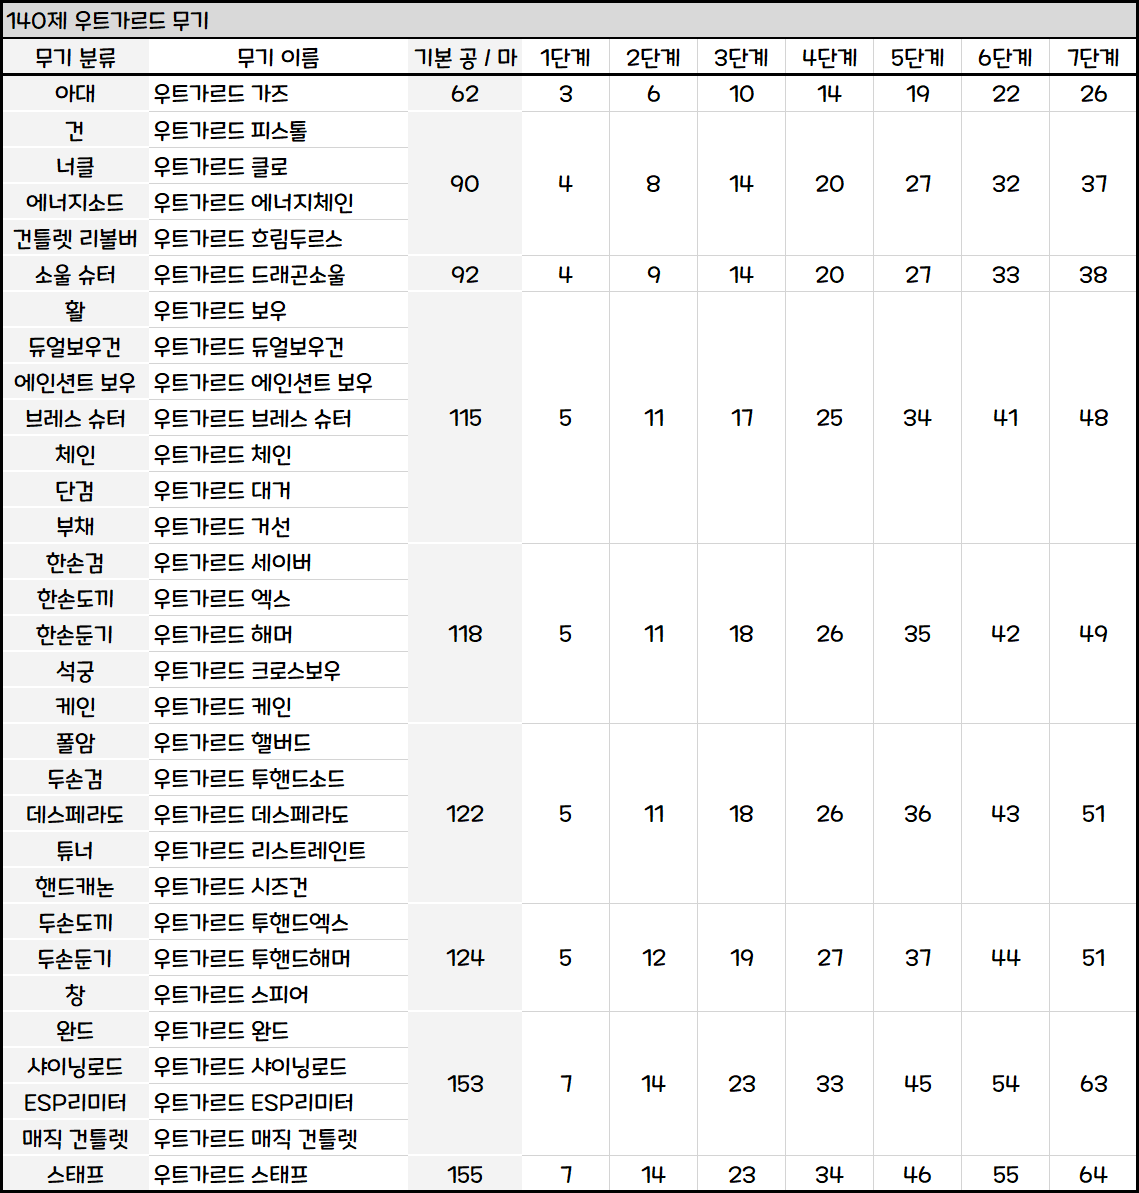 140제 우트가르드 무기
무기 분류 무기 이름 기본 공 / 마 1단계 2단계 3단계 4단계 5단계 6단계 7단계
아대 우트가르드 가즈 62 3 6 10 14 19 22 26
건 우트가르드 피스톨
너클 우트가르드 클로
90 4 8 14 20 27 32 37
에너지소드 우트가르드 에너지체인
건틀렛 리볼버 우트가르드 흐림두르스
소울 슈터 우트가르드 드래곤소울 92 4 9 14 20 27 33 38
활 우트가르드 보우
듀얼보우건 우트가르드 듀얼보우건
에인션트 보우 우트가르드 에인션트 보우
브레스 슈터 우트가르드 브레스 슈터 115 5 11 17 25 34 41 48
체인 우트가르드 체인
단검 우트가르드 대거
부채 우트가르드 거선
한손검 우트가르드 세이버
한손도끼 우트가르드 엑스
한손둔기 우트가르드 해머 118 5 11 18 26 35 42 49
석궁 우트가르드 크로스보우
케인 우트가르드 케인
폴암 우트가르드 핼버드
두손검 우트가르드 투핸드소드
데스페라도 우트가르드 데스페라도 122 5 11 18 26 36 43 51
튜너 우트가르드 리스트레인트
핸드캐논 우트가르드 시즈건
두손도끼 우트가르드 투핸드엑스
두손둔기 우트가르드 투핸드해머 124 5 12 19 27 37 44 51
창 우트가르드 스피어
완드 우트가르드 완드
샤이닝로드 우트가르드 샤이닝로드
153 7 14 23 33 45 54 63
ESP리미터 우트가르드 ESP리미터
매직 건틀렛 우트가르드 매직 건틀렛
스태프 우트가르드 스태프 155 7 14 23 34 46 55 64